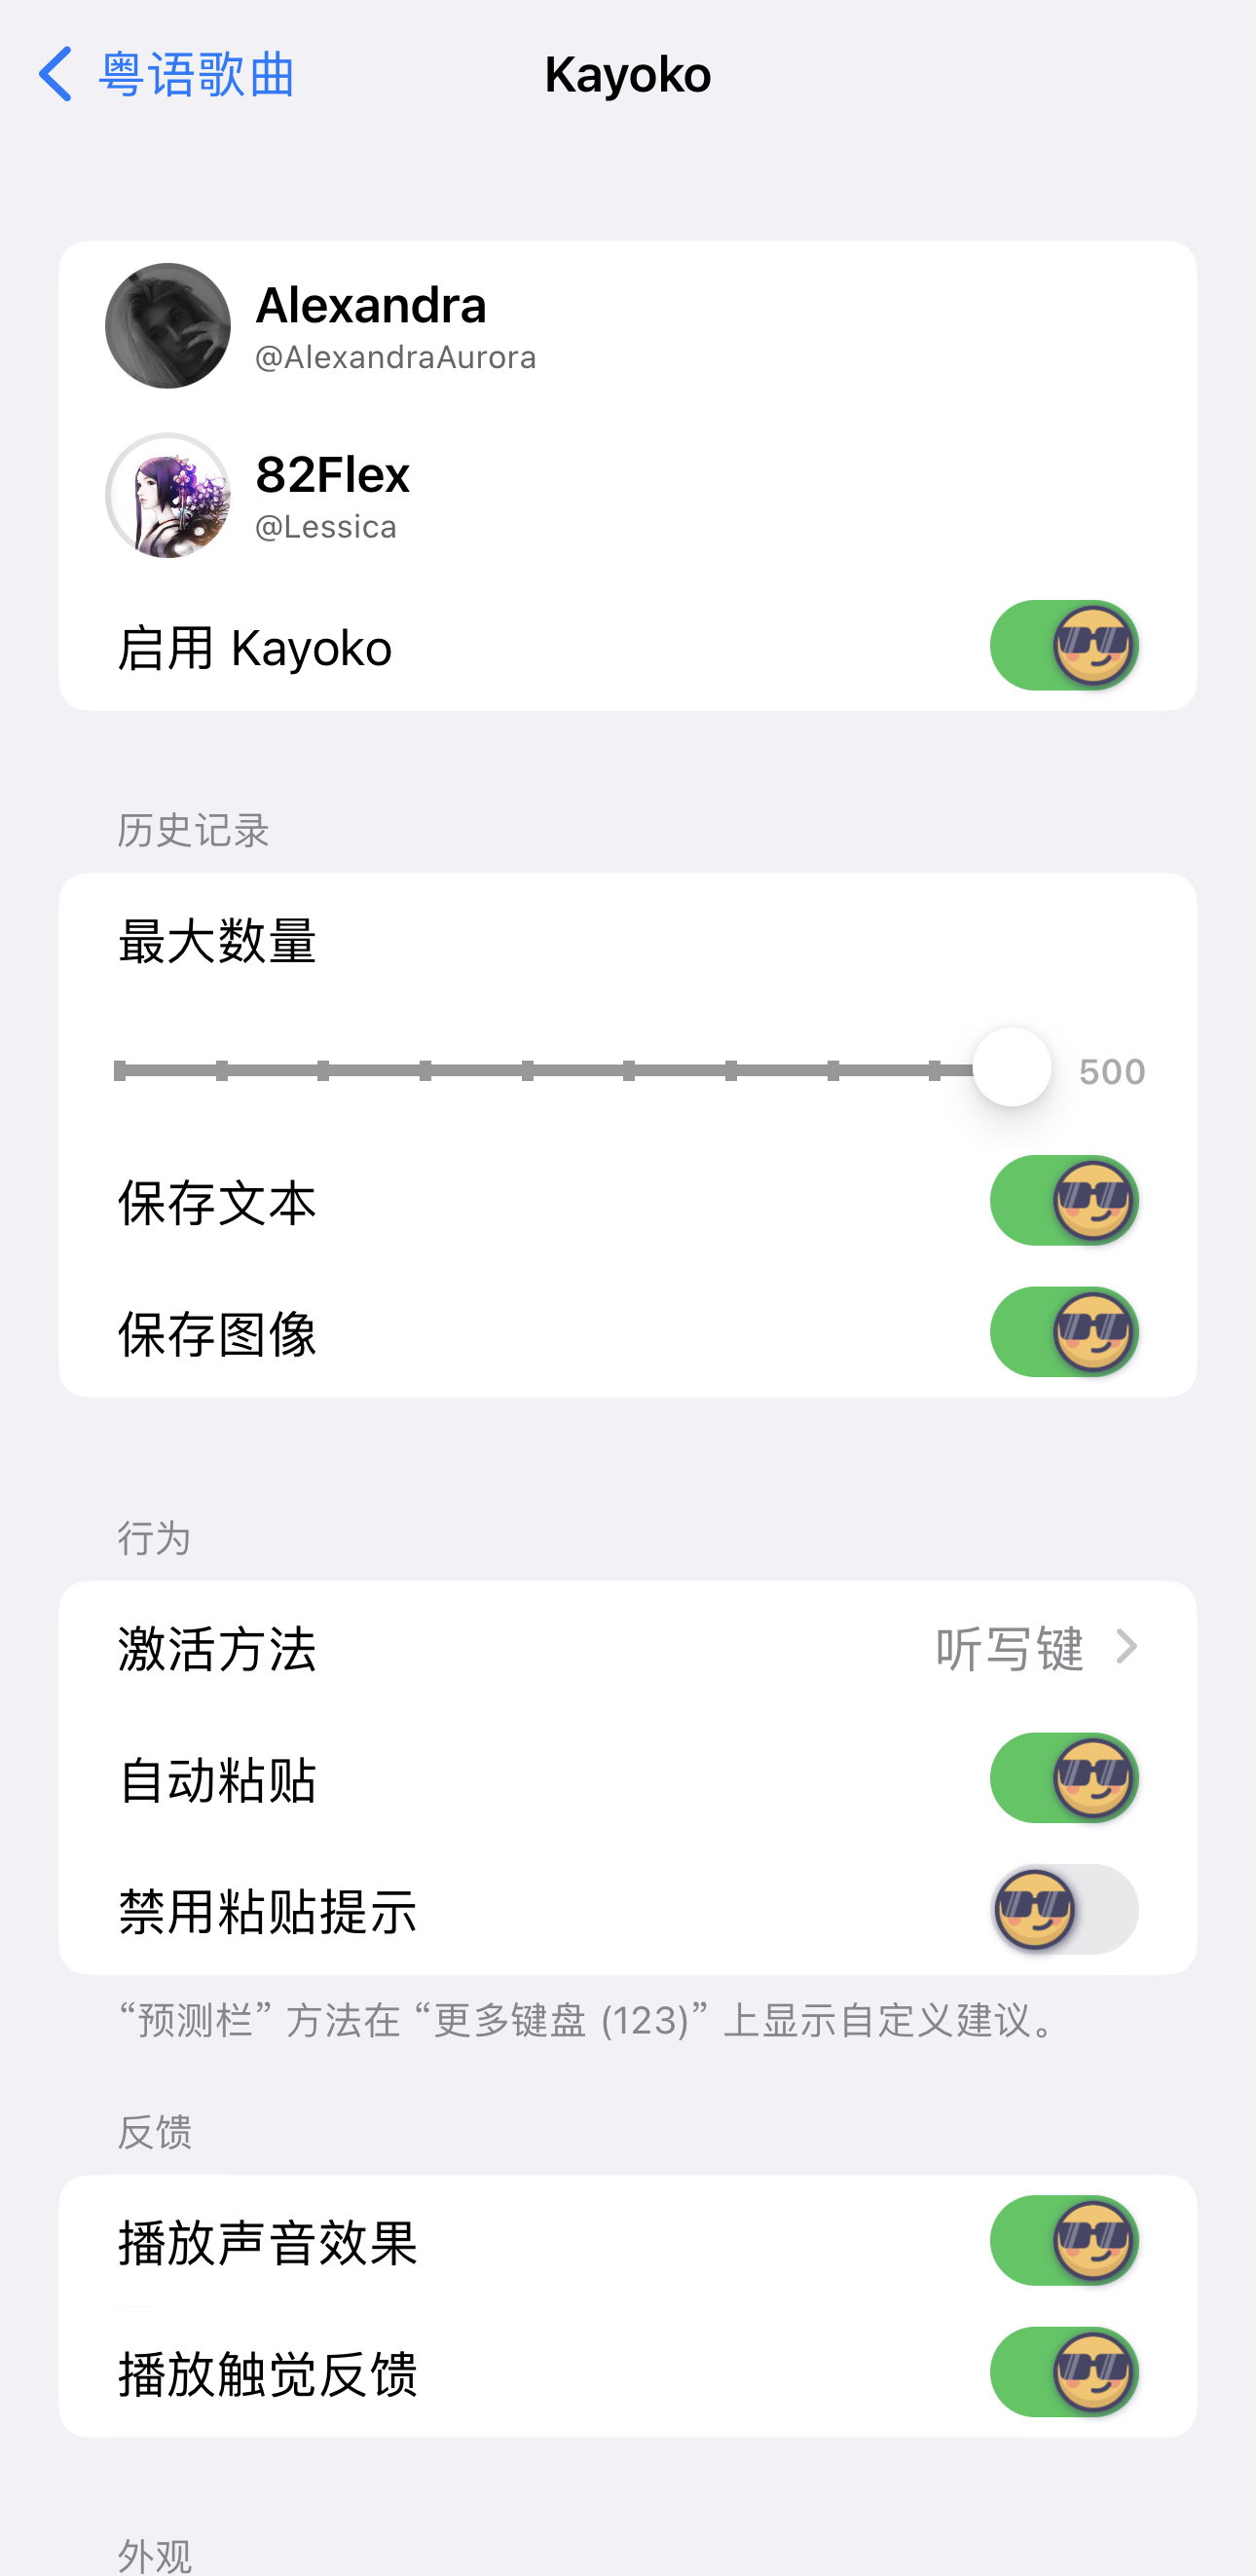 粤语歌曲
Kayoko
Alexandra
@AlexandraAurora
82Flex
@Lessica
启用 Kayoko
历史记录
最大数量
500
保存文本
保存图像
行为
激活方法
听写键
自动粘贴
禁用粘贴提示
“预测栏” 方法在 “更多键盘 (123)” 上显示自定义建议。
反馈
播放声音效果
播放触觉反馈
外观